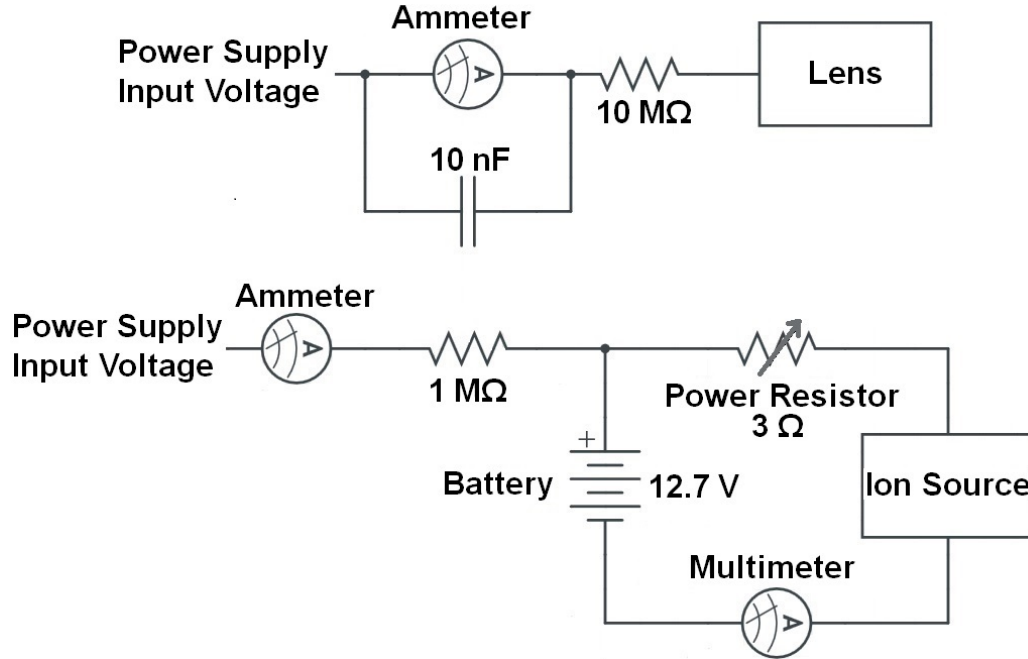 Ammeter
Power Supply
Input Voltage
A
Lens
10 MΩ
10 nF
Ammeter
Power Supply
Input Voltage
A
1 MΩ
Power Resistor
3 Ω
+
Battery
12.7 V
Ion Source
Multimeter
A